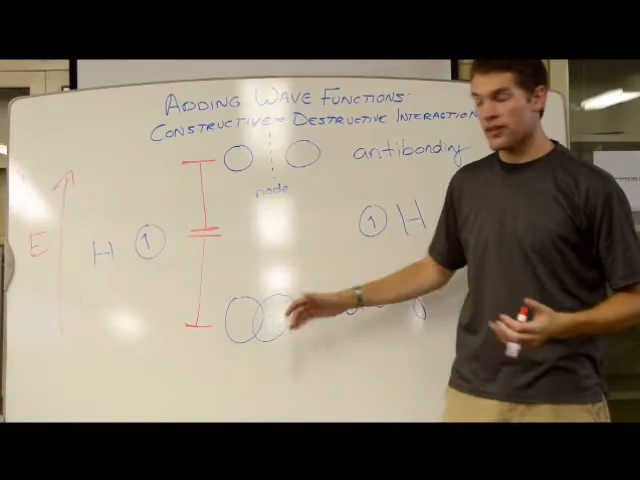 ADDING WAVE FUNCTIONS:
CONSTRUCTIVE + DESTRUCTIVE INTERACTION
antibonding
node
E
H 1
1 H